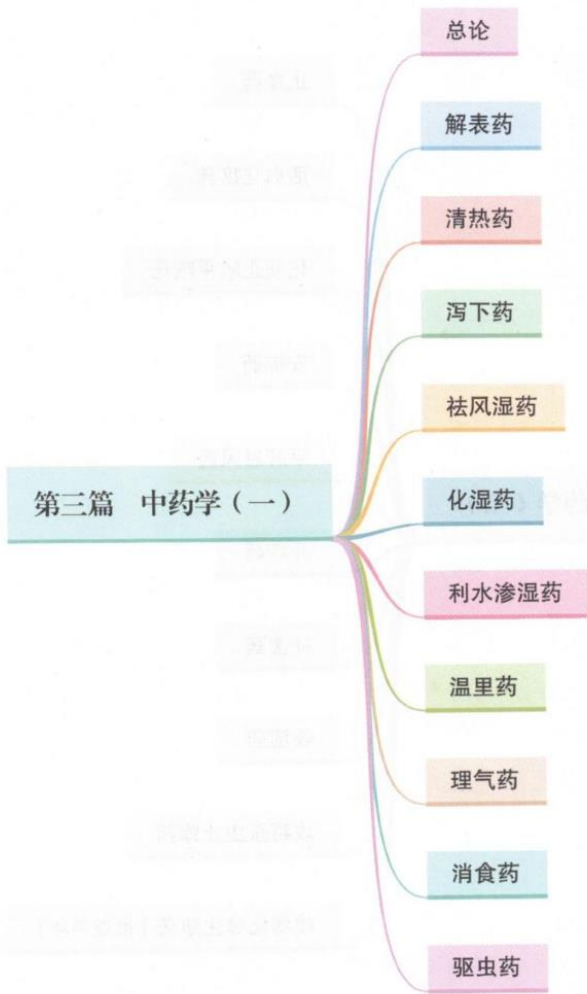 总论
解表药
清热药
泻下药
祛风湿药
第三篇 中药学（一）
化湿药
利水渗湿药
温里药
理气药
消食药
驱虫药